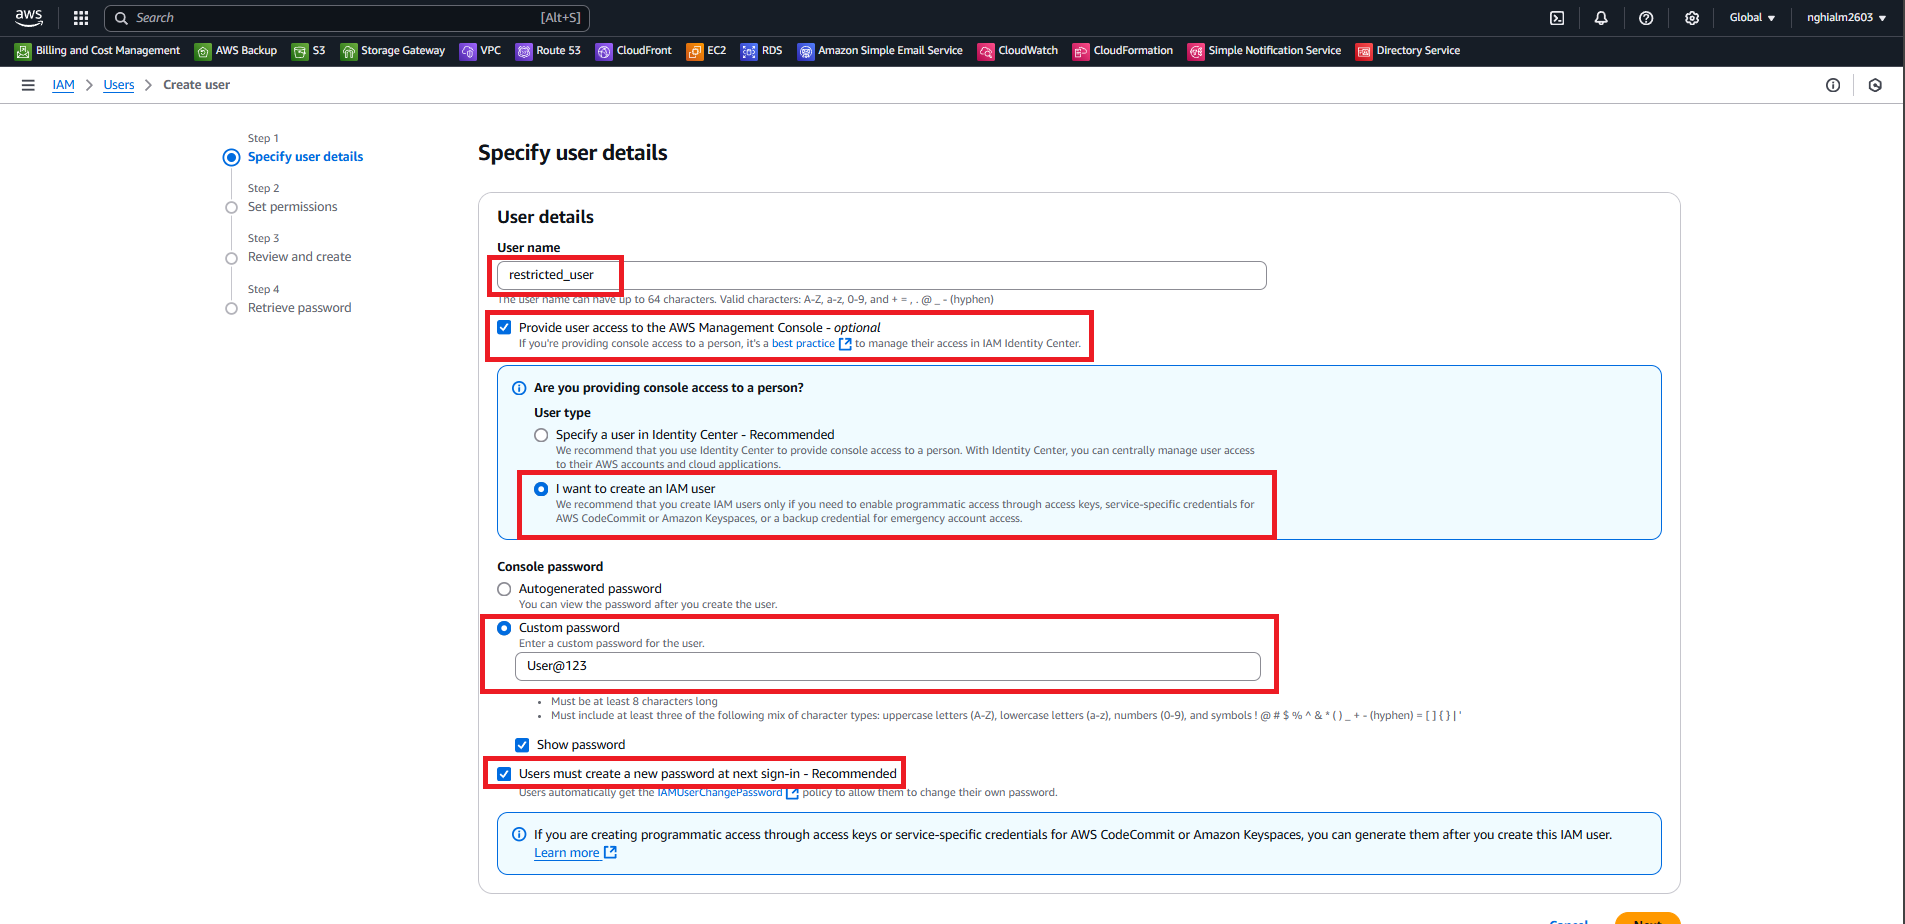 aws
Search [Alt+S] Global nghialm2603
Billing and Cost Management AWS Backup S3 Storage Gateway VPC Route 53 CloudFront EC2 RDS Amazon Simple Email Service CloudWatch CloudFormation Simple Notification Service Directory Service
IAM Users Create user
Step 1
Specify user details
Step 2
Set permissions
Step 3
Review and create
Step 4
Retrieve password
Specify user details
User details
User name
restricted_user
The user name can have up to 64 characters. Valid characters: A-Z, a-z, 0-9, and + = , . @ _ - (hyphen)
Provide user access to the AWS Management Console - optional
If you're providing console access to a person, it's a best practice to manage their access in IAM Identity Center.
Are you providing console access to a person?
User type
Specify a user in Identity Center - Recommended
We recommend that you use Identity Center to provide console access to a person. With Identity Center, you can centrally manage user access
to their AWS accounts and cloud applications.
I want to create an IAM user
We recommend that you create IAM users only if you need to enable programmatic access through access keys, service-specific credentials for
AWS CodeCommit or Amazon Keyspaces, or a backup credential for emergency account access.
Console password
Autogenerated password
You can view the password after you create the user.
Custom password
Enter a custom password for the user.
User@123
• Must be at least 8 characters long
• Must include at least three of the following mix of character types: uppercase letters (A-Z), lowercase letters (a-z), numbers (0-9), and symbols ! @ # $ % ^ & * ( ) _ + - (hyphen) = [ ] { } | '
Show password
Users must create a new password at next sign-in - Recommended
Users automatically get the IAMUserChangePassword policy to allow them to change their own password.
If you are creating programmatic access through access keys or service-specific credentials for AWS CodeCommit or Amazon Keyspaces, you can generate them after you create this IAM user.
Learn more
Cancel Next